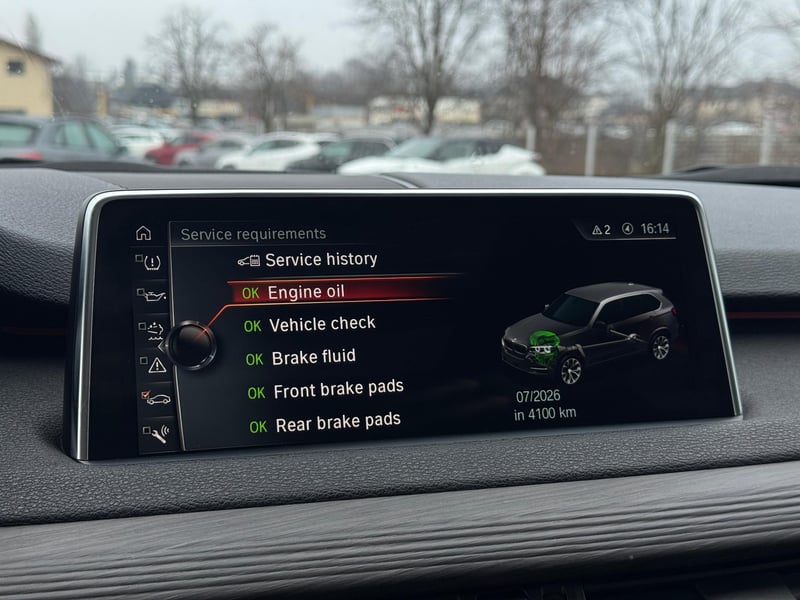 Service requirements
2
16:14
Service history
OK Engine oil
OK Vehicle check
OK Brake fluid
OK Front brake pads
OK Rear brake pads
07/2026
in 4100 km